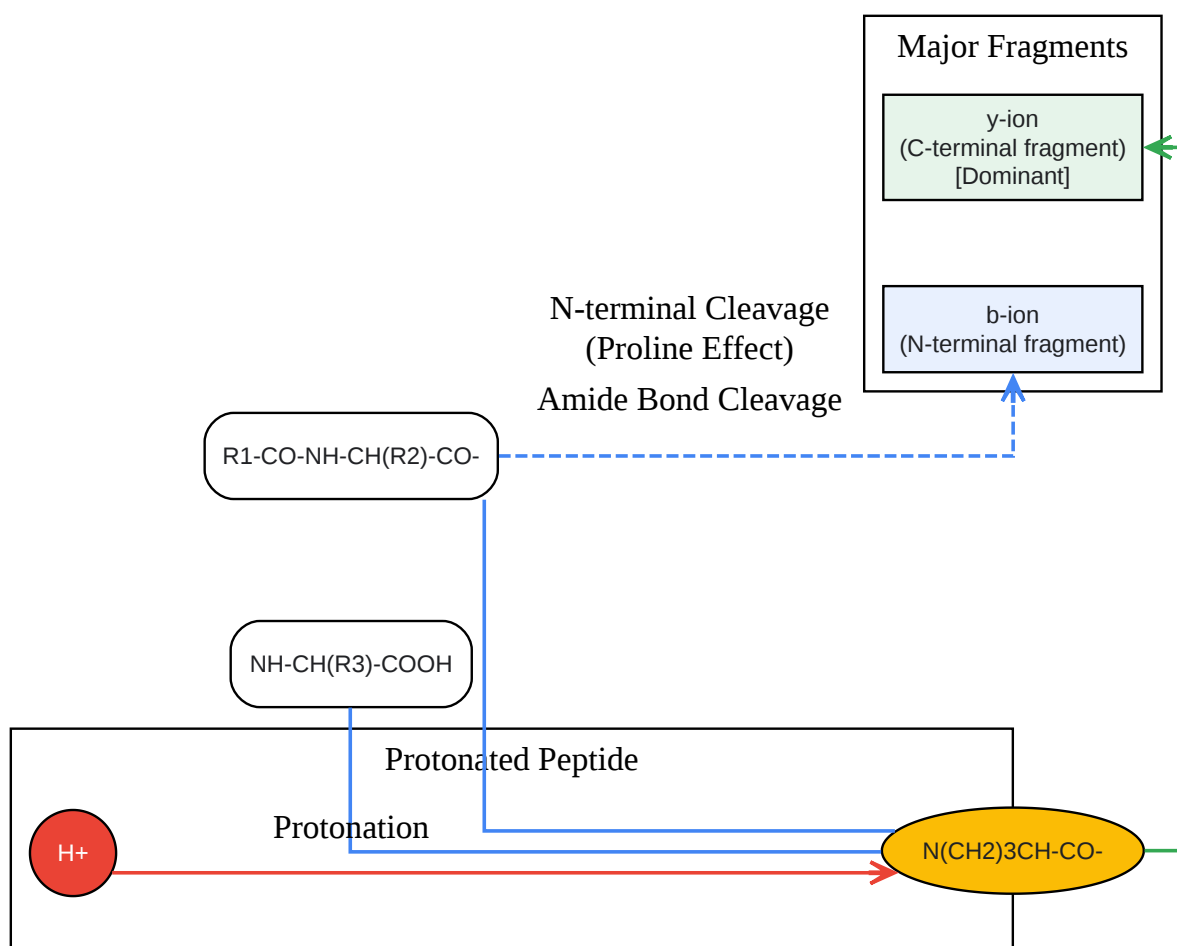 Major Fragments
y-ion
(C-terminal fragment)
[Dominant]
b-ion
(N-terminal fragment)
N-terminal Cleavage
(Proline Effect)
Amide Bond Cleavage
R1-CO-NH-CH(R2)-CO-
NH-CH(R3)-COOH
Protonated Peptide
Protonation
H+
N(CH2)3CH-CO-